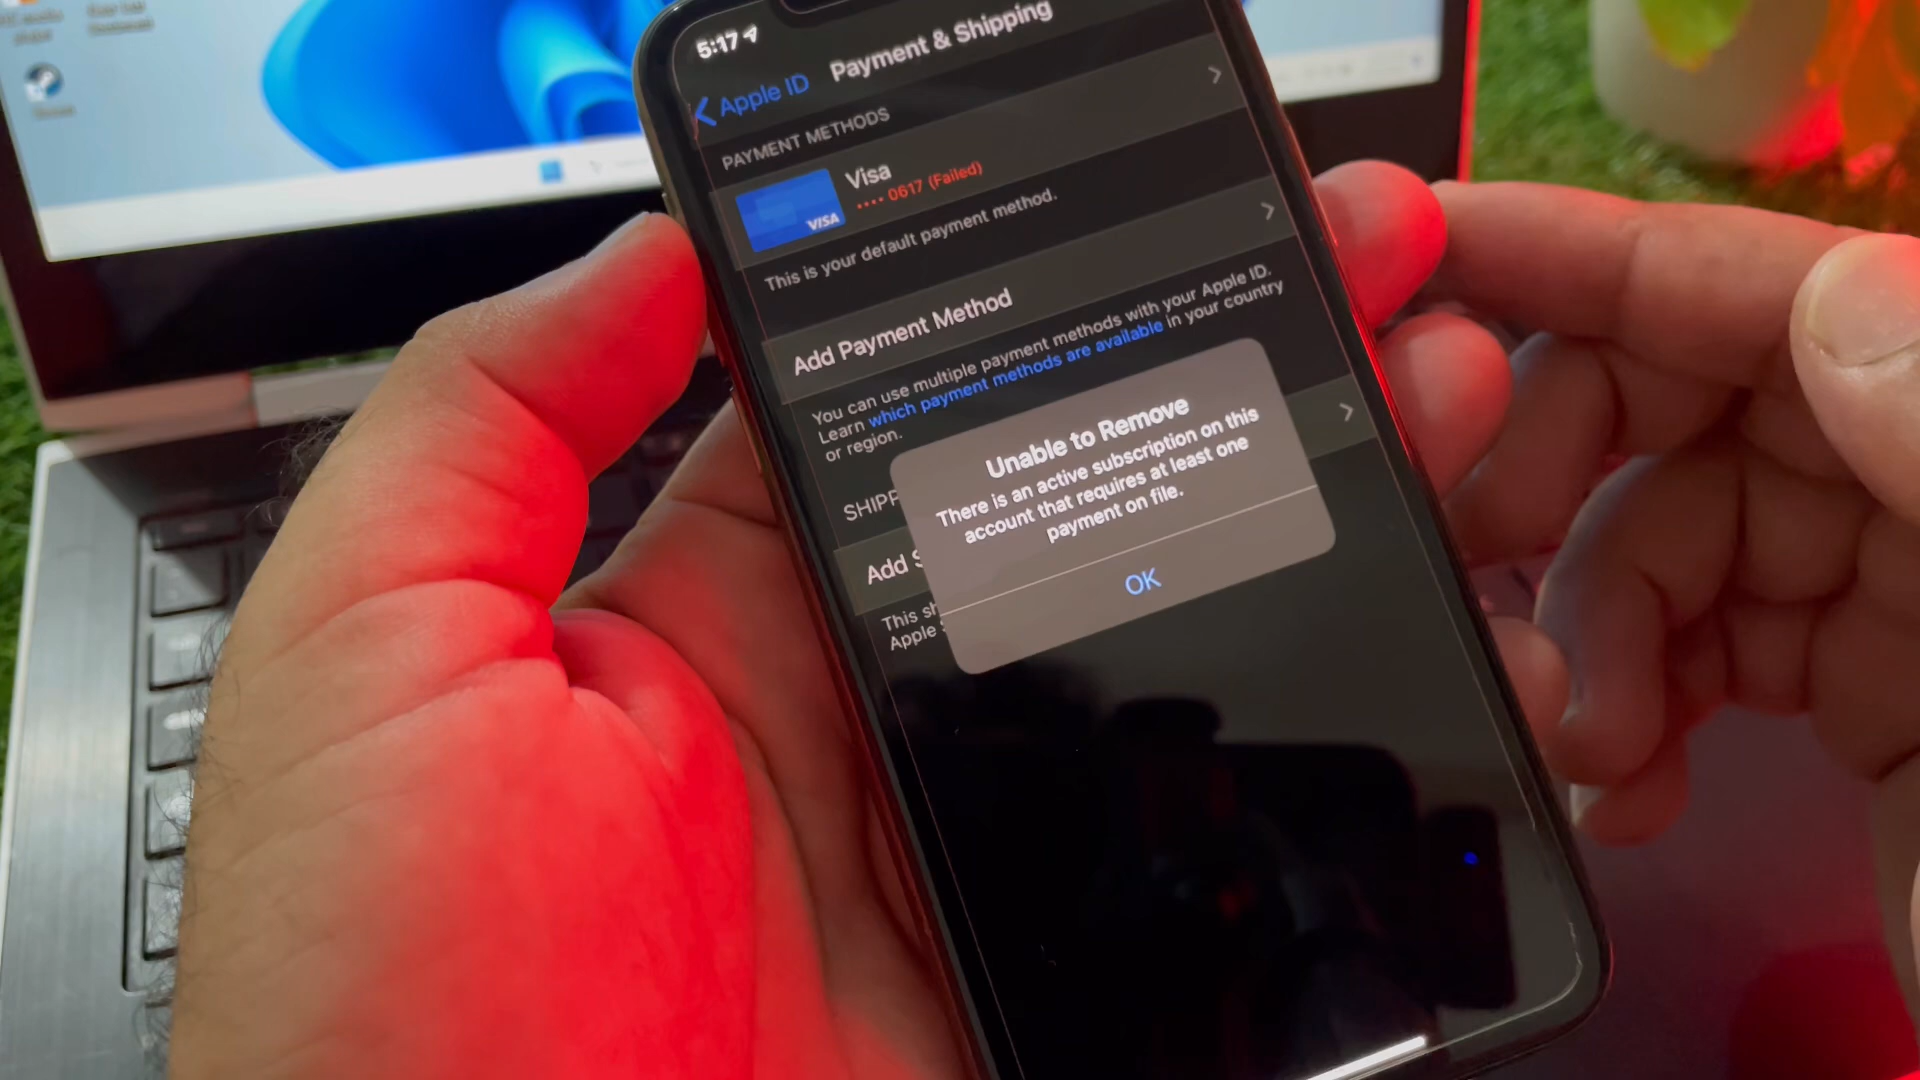 5:17
Apple ID
Payment & Shipping
PAYMENT METHODS
Visa
VISA
•••• 0617 (Failed)
This is your default payment method.
Add Payment Method
You can use multiple payment methods with your Apple ID.
Learn which payment methods are available in your country
or region.
SHIPP
Add S
This sh
Apple
Unable to Remove
There is an active subscription on this
account that requires at least one
payment on file.
OK